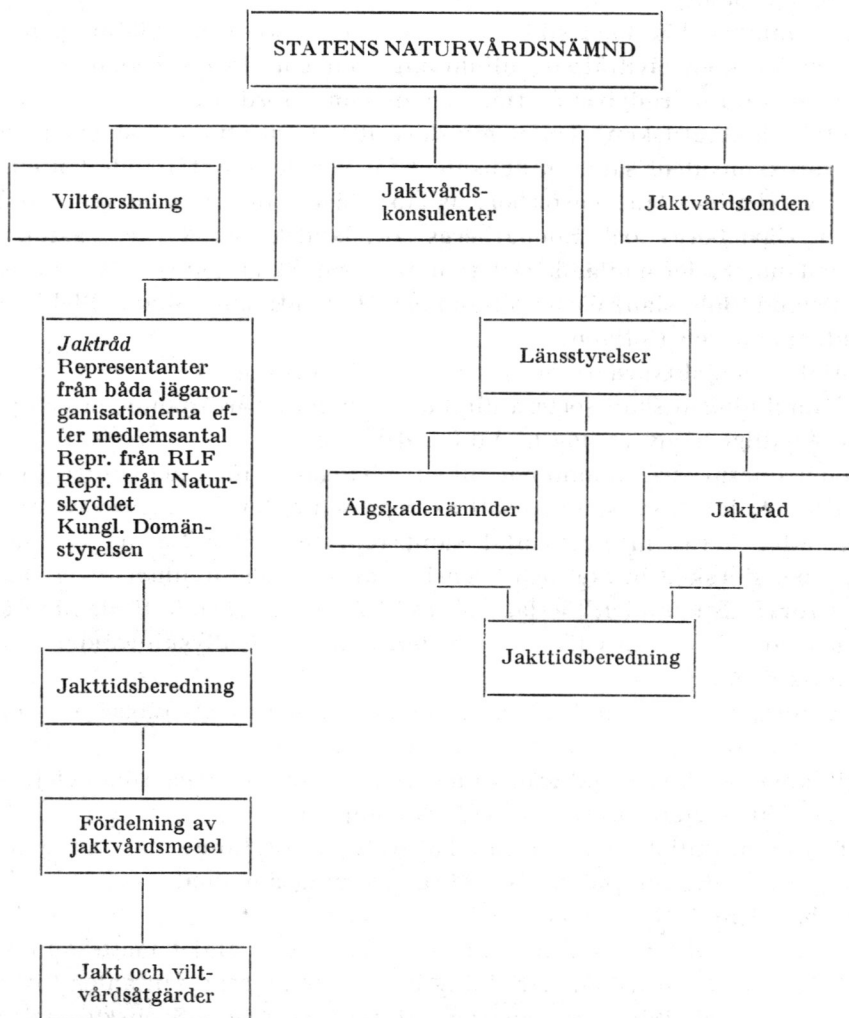 STATENS NATURVÅRDSNÄMND
Viltforskning
Jaktvårds-
konsulenter
Jaktvårdsfonden
Jaktråd
Representanter
från båda jägaror-
ganisationerna ef-
ter medlemsantal
Repr. från RLF
Repr. från Natur-
skyddet
Kungl. Domän-
styrelsen
Länsstyrelser
Älgskadenämnder
Jaktråd
Jakttidsberedning
Jakttidsberedning
Fördelning av
jaktvårdsmedel
Jakt och vilt-
vårdsåtgärder